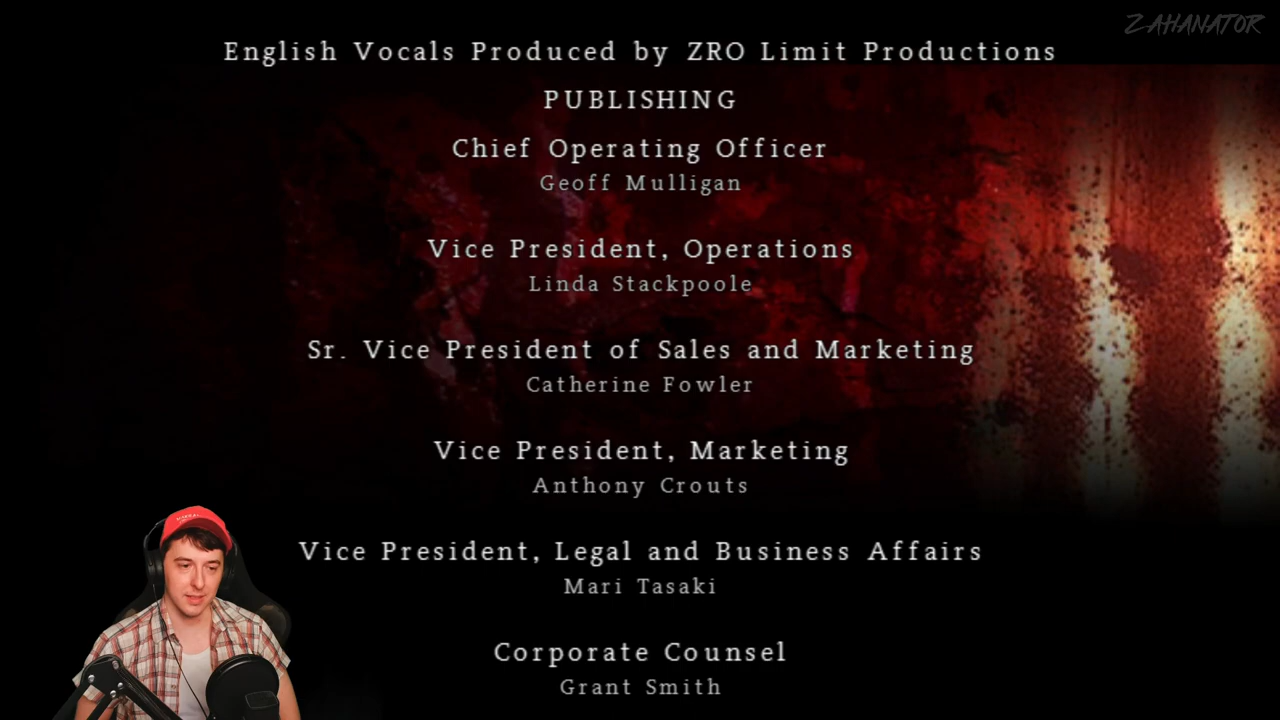 ZAHANATOR
English Vocals Produced by ZRO Limit Productions
PUBLISHING
Chief Operating Officer
Geoff Mulligan
Vice President, Operations
Linda Stackpoole
Sr. Vice President of Sales and Marketing
Catherine Fowler
Vice President, Marketing
Anthony Crouts
Vice President, Legal and Business Affairs
Mari Tasaki
Corporate Counsel
Grant Smith